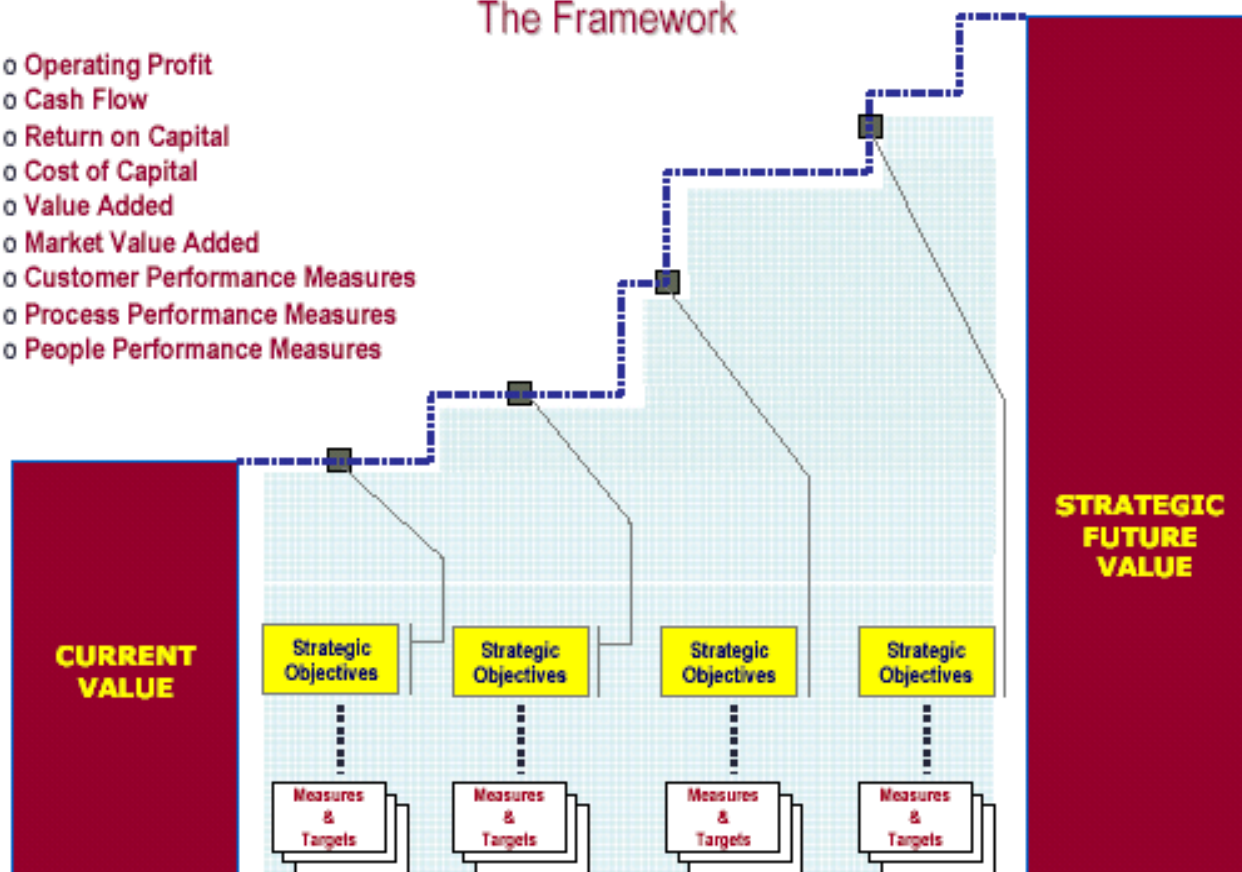 The Framework
o Operating Profit
o Cash Flow
o Return on Capital
o Cost of Capital
o Value Added
o Market Value Added
o Customer Performance Measures
o Process Performance Measures
o People Performance Measures
CURRENT
VALUE
STRATEGIC
FUTURE
VALUE
Strategic
Objectives
Strategic
Objectives
Strategic
Objectives
Strategic
Objectives
Measures
&
Targets
Measures
&
Targets
Measures
&
Targets
Measures
&
Targets